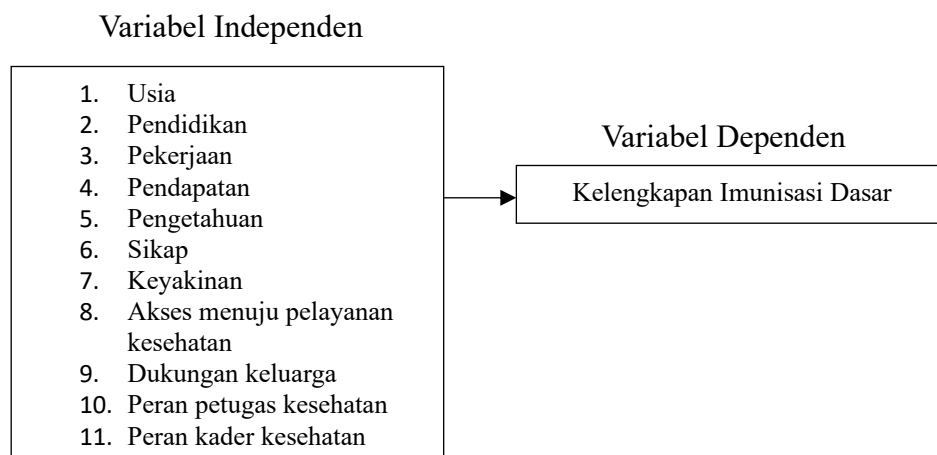 Variabel Independen
1. Usia
2. Pendidikan
3. Pekerjaan
4. Pendapatan
5. Pengetahuan
6. Sikap
7. Keyakinan
8. Akses menuju pelayanan
kesehatan
9. Dukungan keluarga
10. Peran petugas kesehatan
11. Peran kader kesehatan
Variabel Dependen
Kelengkapan Imunisasi Dasar